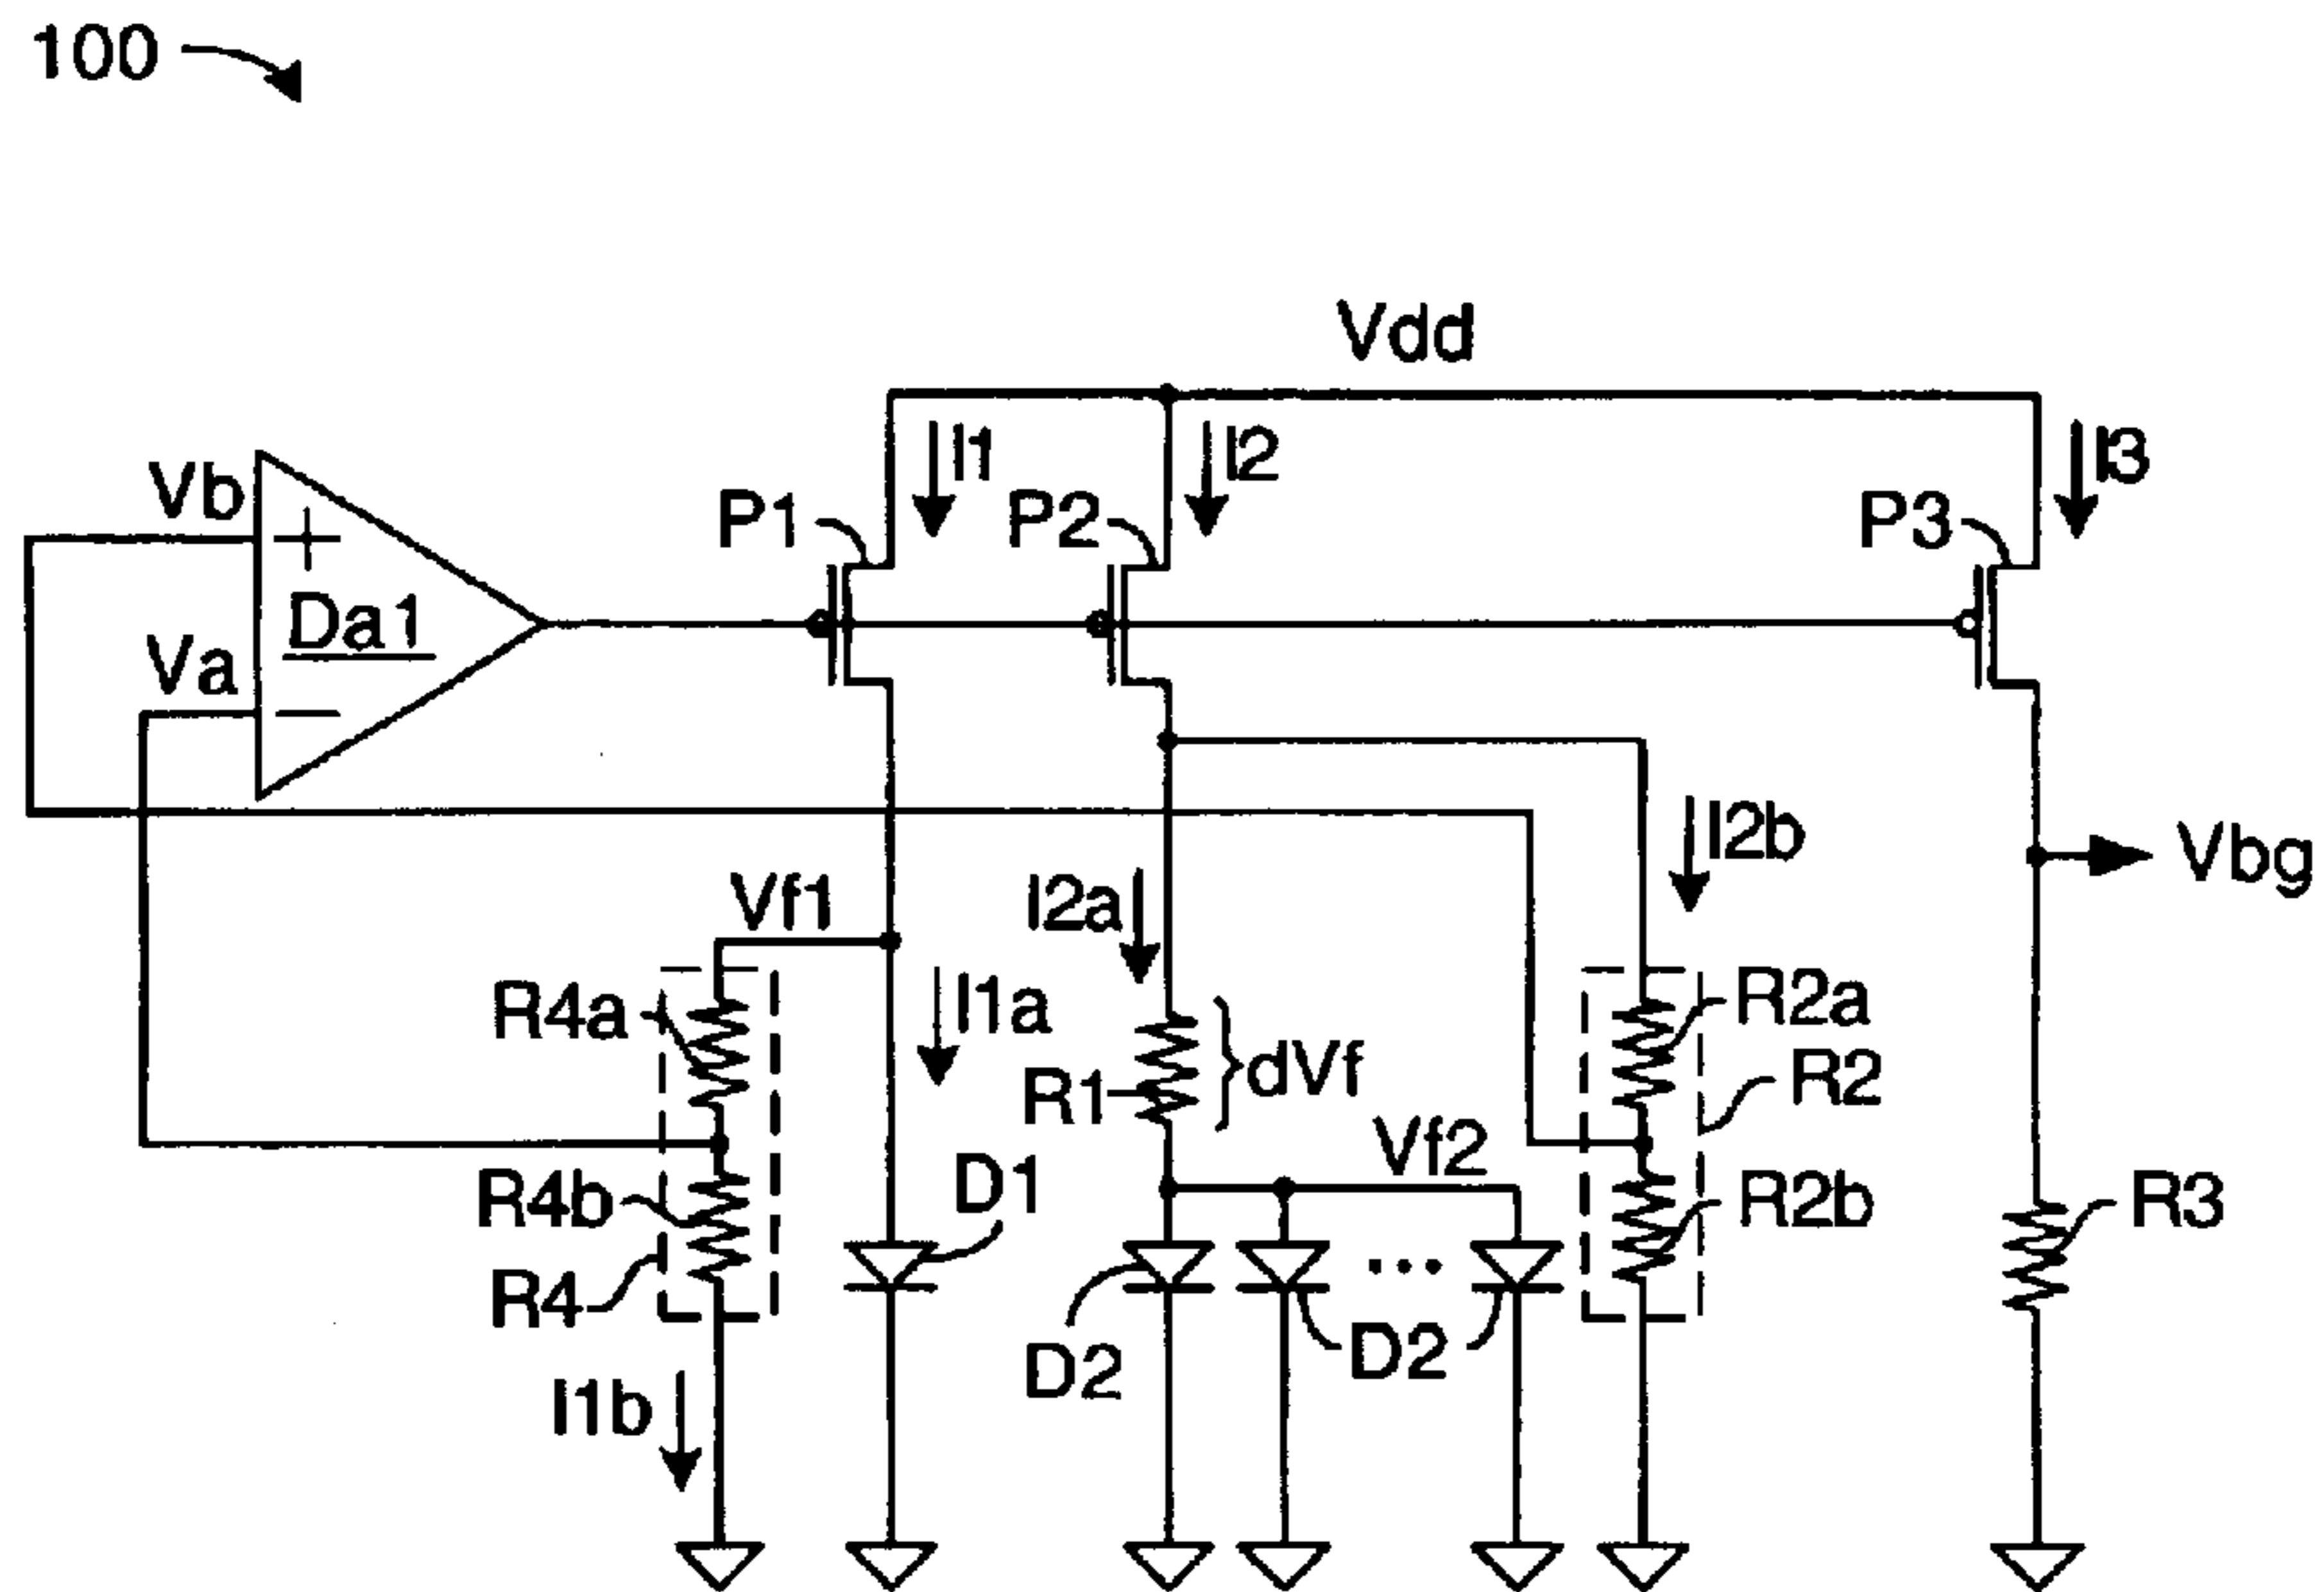 100
Vdd
I1
I2
I3
Vb
P1
P2
P3
+
Da1
Va
−
I2b
Vbg
Vf1
I2a
R4a
I1a
R2a
dVf
R1
R2
Vf2
D1
R4b
R2b
R3
R4
D2
D2
I1b